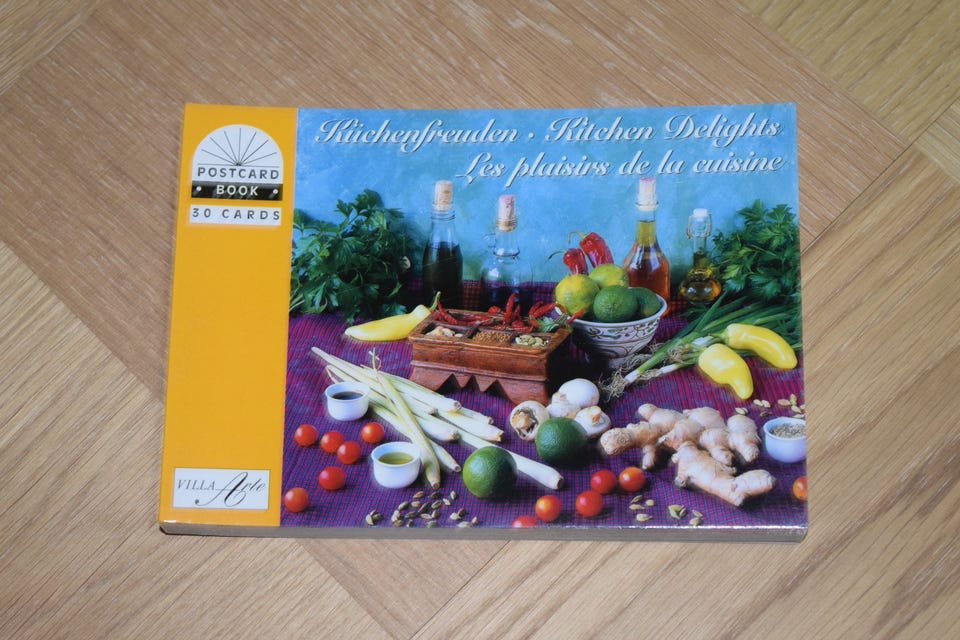 POSTCARD
BOOK
30 CARDS
Küchenfreuden · Kitchen Delights
Les plaisirs de la cuisine
VILLA Arte